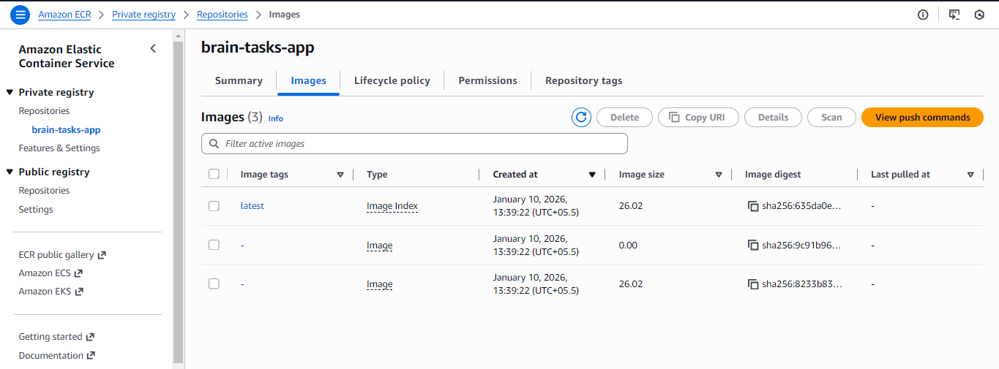 Amazon ECR > Private registry > Repositories > Images
Amazon Elastic
Container Service
Private registry
Repositories
brain-tasks-app
Features & Settings
Public registry
Repositories
Settings
ECR public gallery
Amazon ECS
Amazon EKS
Getting started
Documentation
brain-tasks-app
Summary Images Lifecycle policy Permissions Repository tags
Images (3) Info Delete Copy URI Details Scan View push commands
Filter active images
Image tags Type Created at Image size Image digest Last pulled at
latest Image Index January 10, 2026, 13:39:22 (UTC+05.5) 26.02 sha256:635da0e... -
- Image January 10, 2026, 13:39:22 (UTC+05.5) 0.00 sha256:9c91b96... -
- Image January 10, 2026, 13:39:22 (UTC+05.5) 26.02 sha256:8233b83... -